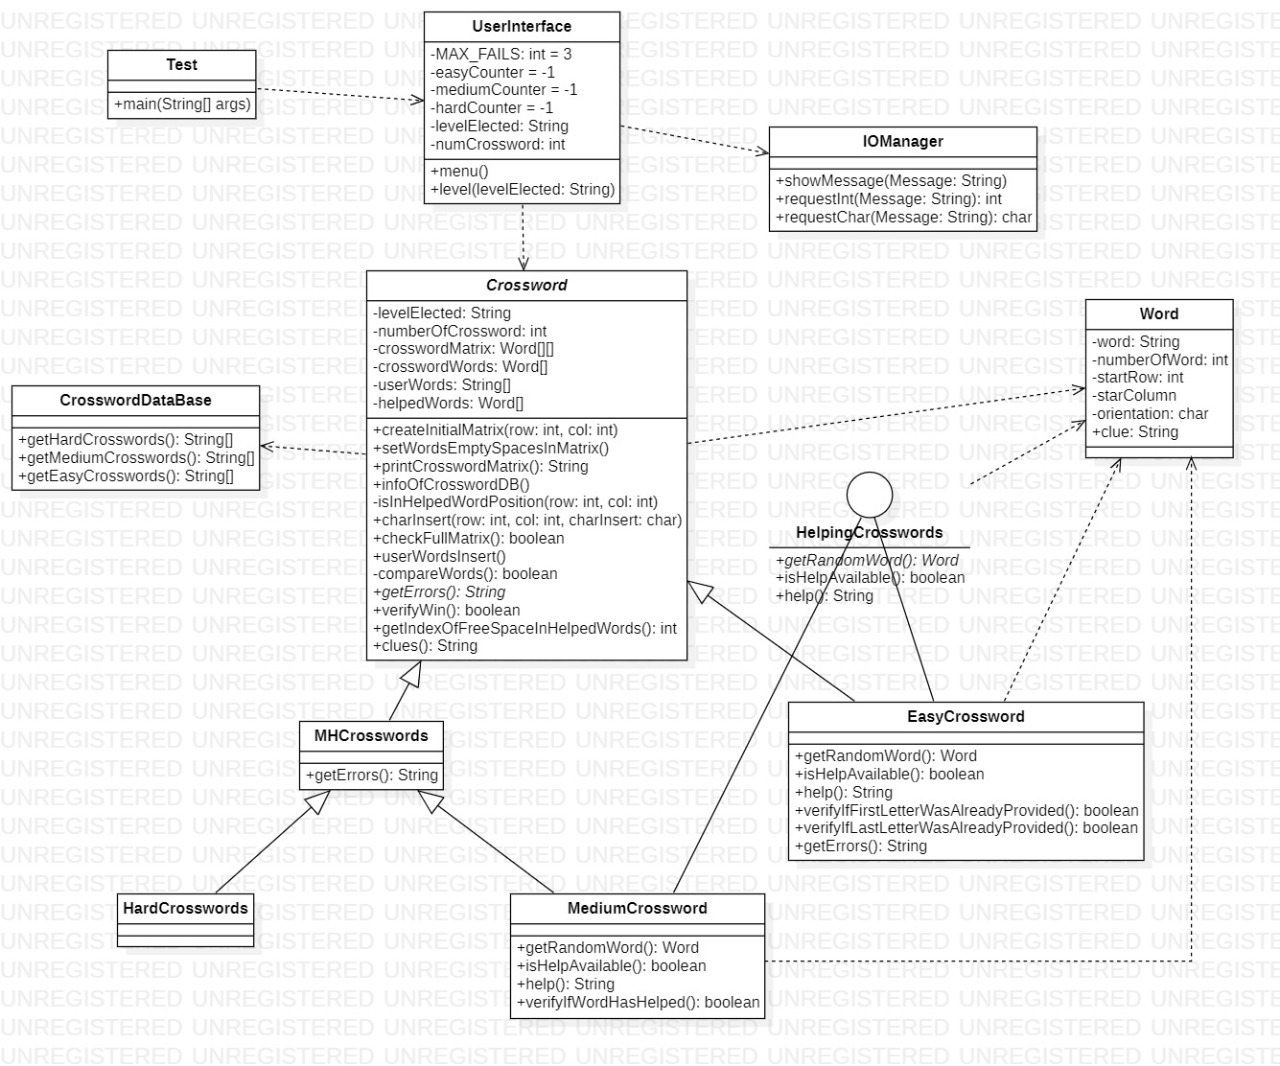 UserInterface
-MAX_FAILS: int = 3
-easyCounter = -1
-mediumCounter = -1
-hardCounter = -1
-levelElected: String
-numCrossword: int
+menu()
+level(levelElected: String)
Test
+main(String[] args)
IOManager
+showMessage(Message: String)
+requestInt(Message: String): int
+requestChar(Message: String): char
Crossword
-levelElected: String
-numberOfCrossword: int
-crosswordMatrix: Word[][]
-crosswordWords: Word[]
-userWords: String[]
-helpedWords: Word[]
+createInitialMatrix(row: int, col: int)
+setWordsEmptySpacesInMatrix()
+printCrosswordMatrix(): String
+infoOfCrosswordDB()
-isInHelpedWordPosition(row: int, col: int)
+charInsert(row: int, col: int, charInsert: char)
+checkFullMatrix(): boolean
+userWordsInsert()
-compareWords(): boolean
+getErrors(): String
+verifyWin(): boolean
+getIndexOfFreeSpaceInHelpedWords(): int
+clues(): String
Word
-word: String
-numberOfWord: int
-startRow: int
-starColumn
-orientation: char
+clue: String
CrosswordDataBase
+getHardCrosswords(): String[]
+getMediumCrosswords(): String[]
+getEasyCrosswords(): String[]
HelpingCrosswords
+getRandomWord(): Word
+isHelpAvailable(): boolean
+help(): String
MHCrosswords
+getErrors(): String
EasyCrossword
+getRandomWord(): Word
+isHelpAvailable(): boolean
+help(): String
+verifyIfFirstLetterWasAlreadyProvided(): boolean
+verifyIfLastLetterWasAlreadyProvided(): boolean
+getErrors(): String
HardCrosswords
MediumCrossword
+getRandomWord(): Word
+isHelpAvailable(): boolean
+help(): String
+verifyIfWordHasHelped(): boolean
UNREGISTERED